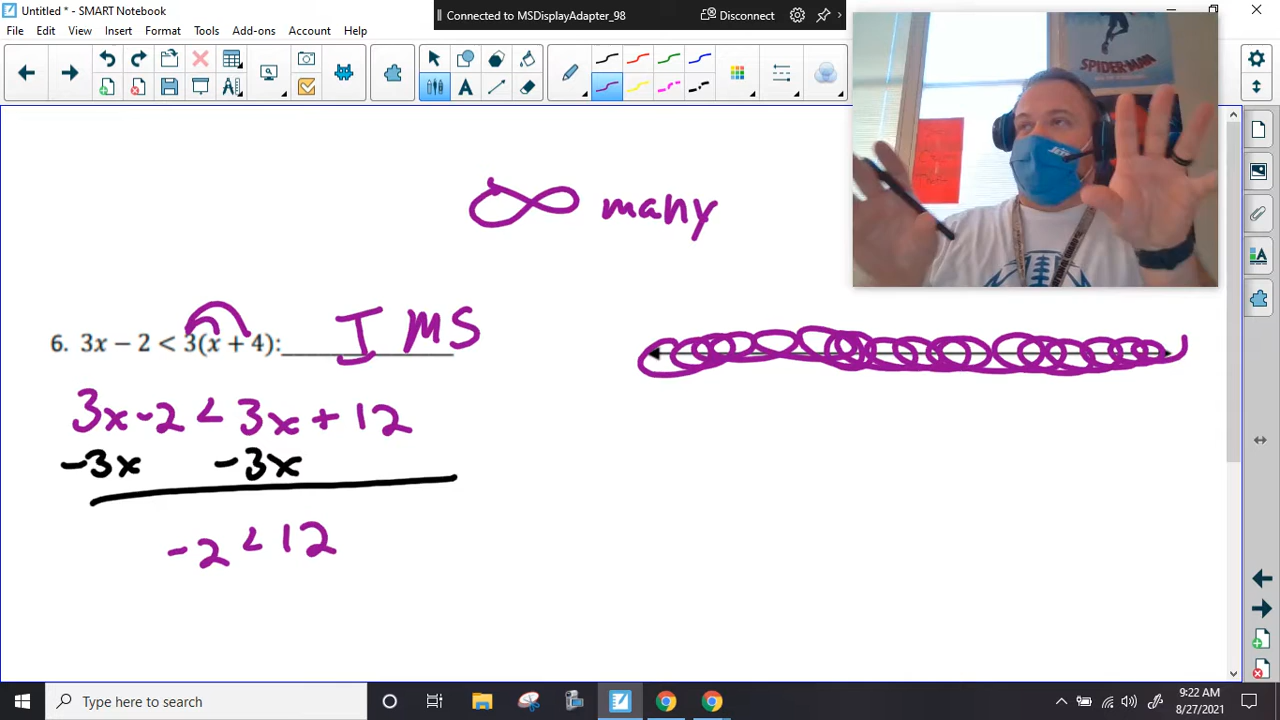 Untitled * - SMART Notebook
Connected to MSDisplayAdapter_98
Disconnect
File Edit View Insert Format Tools Add-ons Account Help
SPIDER-MAN
JETS
∞ many
6. 3x − 2 < 3(x + 4):
I MS
3x - 2 < 3x + 12
-3x -3x
-2 < 12
Type here to search
9:22 AM
8/27/2021